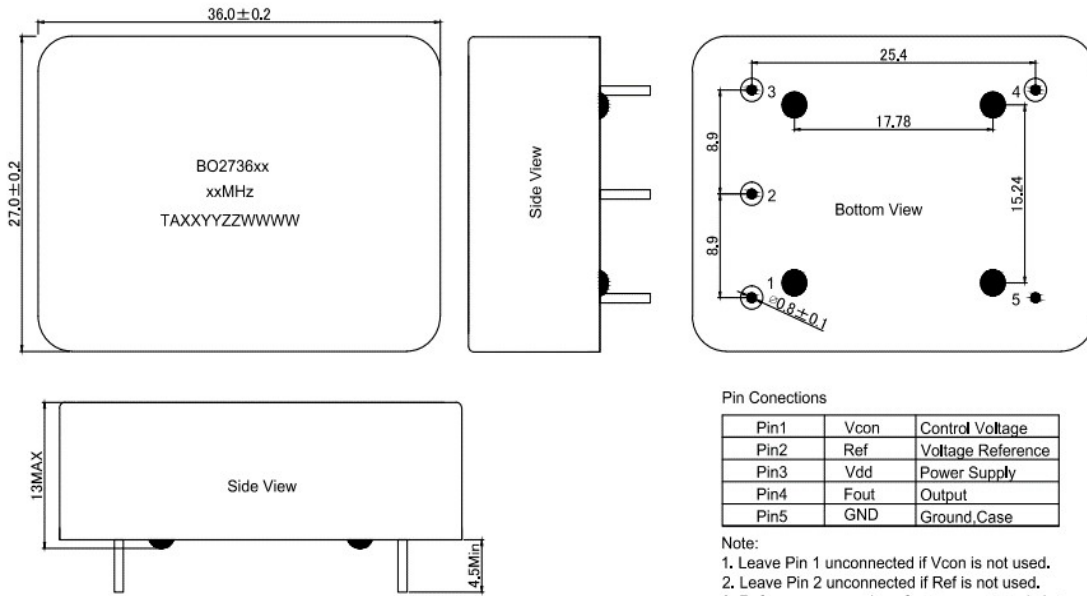 36.0±0.2
27.0±0.2
BO2736xx
xxMHz
TAXXYYZZWWWW
Side View
25.4
3
4
17.78
8.9
2
Bottom View
15.24
8.9
1
⌀0.8±0.1
5
13MAX
Side View
4.5Min
Pin Conections
Pin1 Vcon Control Voltage
Pin2 Ref Voltage Reference
Pin3 Vdd Power Supply
Pin4 Fout Output
Pin5 GND Ground,Case
Note:
1. Leave Pin 1 unconnected if Vcon is not used.
2. Leave Pin 2 unconnected if Ref is not used.